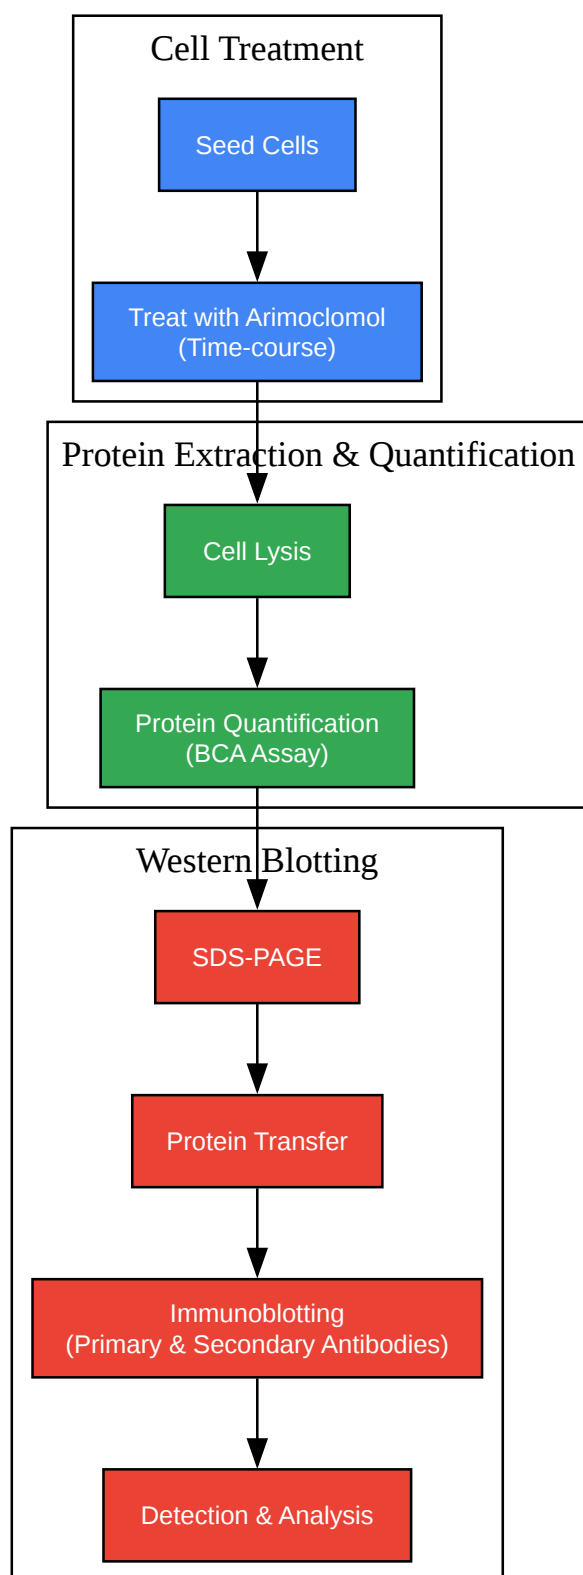 Cell Treatment
Seed Cells
Treat with Arimoclomol
(Time-course)
Protein Extraction & Quantification
Cell Lysis
Protein Quantification
(BCA Assay)
Western Blotting
SDS-PAGE
Protein Transfer
Immunoblotting
(Primary & Secondary Antibodies)
Detection & Analysis